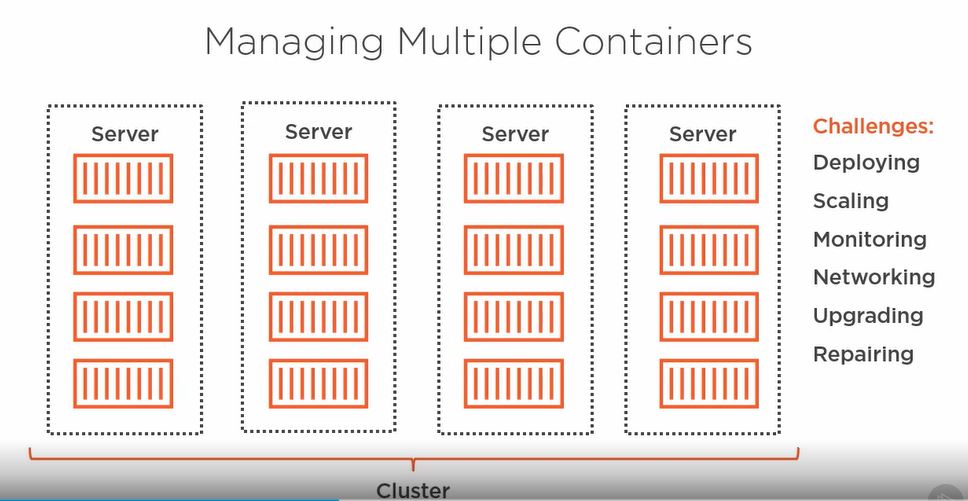 Managing Multiple Containers
Server
Server
Server
Server
Challenges:
Deploying
Scaling
Monitoring
Networking
Upgrading
Repairing
Cluster